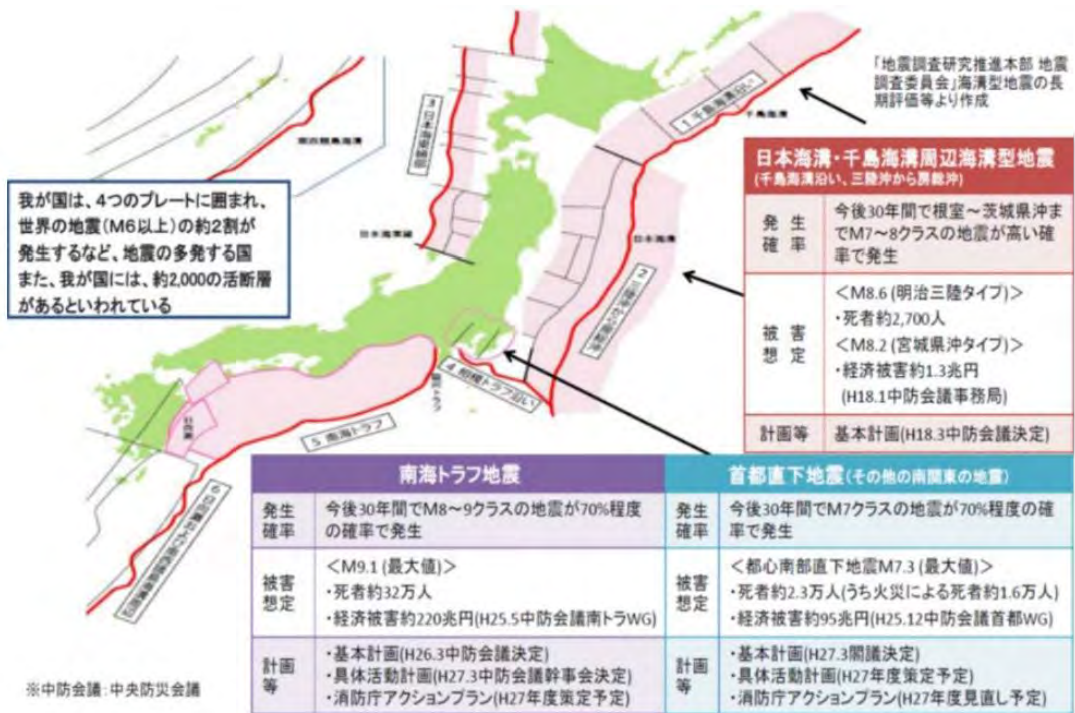 「地震調査研究推進本部 地震
調査委員会」海溝型地震の長
期評価等より作成
1 千島海溝沿い
千島海溝
3 日本海東縁部
南西諸島海溝
日本海溝
2 三陸沖から房総沖
我が国は、4つのプレートに囲まれ、
世界の地震(M6以上)の約2割が
発生するなど、地震の多発する国
また、我が国には、約2,000の活断層
があるといわれている
日本海溝・千島海溝周辺海溝型地震
(千島海溝沿い、三陸沖から房総沖)
発生
確率
今後30年間で根室~茨城県沖ま
でM7~8クラスの地震が高い確
率で発生
被害
想定
<M8.6 (明治三陸タイプ)>
・死者約2,700人
<M8.2 (宮城県沖タイプ)>
・経済被害約1.3兆円
(H18.1中防会議事務局)
計画等
基本計画(H18.3中防会議決定)
4 相模トラフ沿い
5 南海トラフ
日向灘
南海トラフ地震
発生
確率
今後30年間でM8~9クラスの地震が70%程度
の確率で発生
被害
想定
<M9.1 (最大値)>
・死者約32万人
・経済被害約220兆円(H25.5中防会議南トラWG)
計画
等
・基本計画(H26.3中防会議決定)
・具体活動計画(H27.3中防会議幹事会決定)
・消防庁アクションプラン(H27年度策定予定)
首都直下地震(その他の南関東の地震)
発生
確率
今後30年間でM7クラスの地震が70%程度の確
率で発生
被害
想定
<都心南部直下地震M7.3 (最大値)>
・死者約2.3万人(うち火災による死者約1.6万人)
・経済被害約95兆円(H25.12中防会議首都WG)
計画
等
・基本計画(H27.3閣議決定)
・具体活動計画(H27年度策定予定)
・消防庁アクションプラン(H27年度見直し予定)
※中防会議:中央防災会議